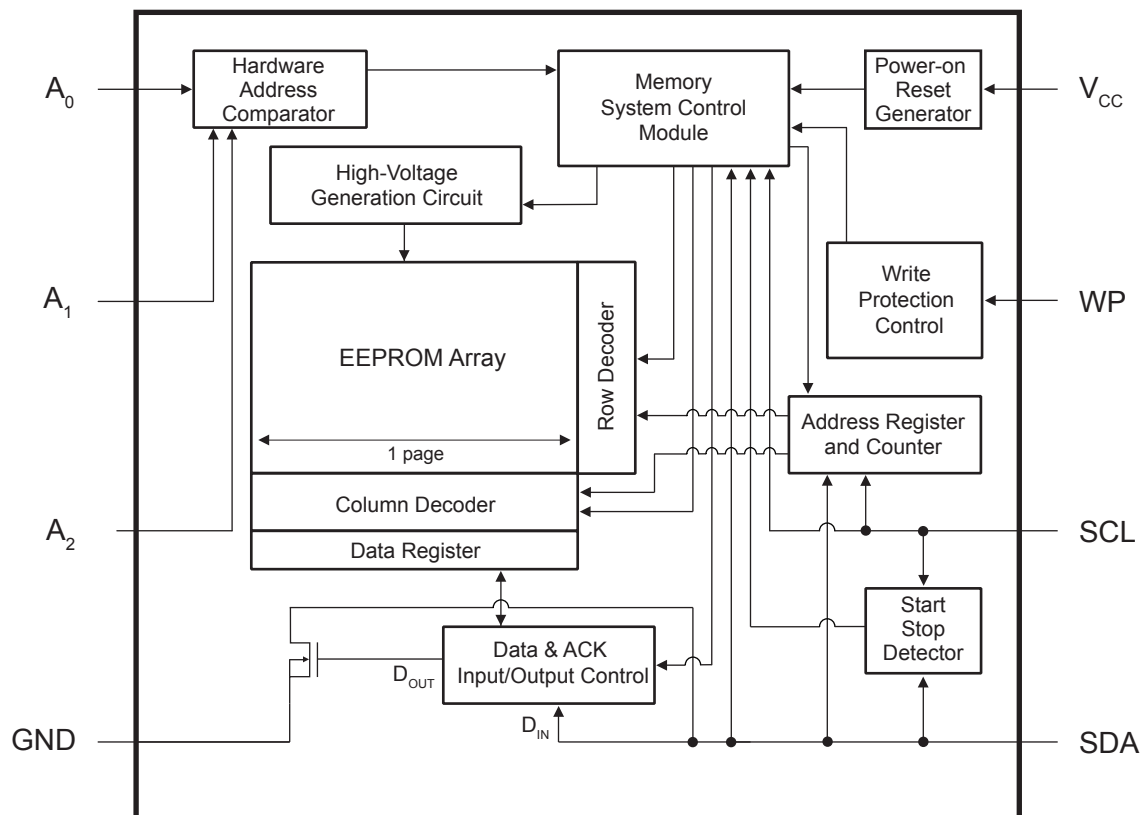 A0
Hardware
Address
Comparator
Memory
System Control
Module
Power-on
Reset
Generator
VCC
High-Voltage
Generation Circuit
A1
EEPROM Array
1 page
Row Decoder
Write
Protection
Control
WP
Address Register
and Counter
Column Decoder
Data Register
A2
SCL
Start
Stop
Detector
Data & ACK
Input/Output Control
DOUT
DIN
GND
SDA